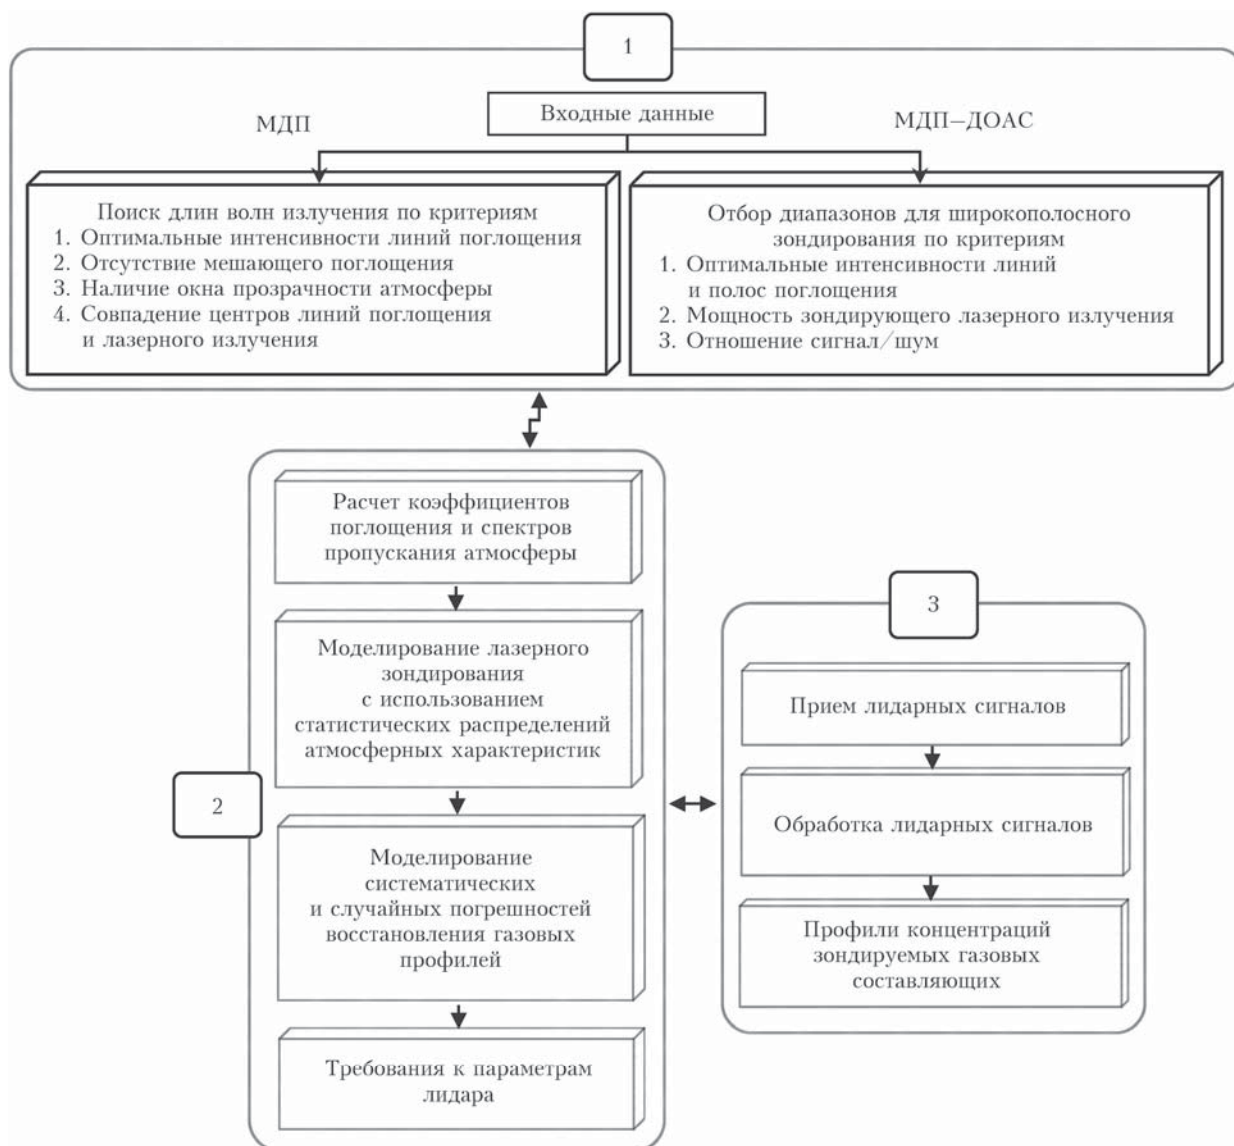 1
Входные данные
МДП
МДП–ДОАС
Поиск длин волн излучения по критериям
1. Оптимальные интенсивности линий поглощения
2. Отсутствие мешающего поглощения
3. Наличие окна прозрачности атмосферы
4. Совпадение центров линий поглощения
и лазерного излучения
Отбор диапазонов для широкополосного
зондирования по критериям
1. Оптимальные интенсивности линий
и полос поглощения
2. Мощность зондирующего лазерного излучения
3. Отношение сигнал/шум
2
Расчет коэффициентов
поглощения и спектров
пропускания атмосферы
Моделирование лазерного
зондирования
с использованием
статистических распределений
атмосферных характеристик
Моделирование
систематических
и случайных погрешностей
восстановления газовых
профилей
Требования к параметрам
лидара
3
Прием лидарных сигналов
Обработка лидарных сигналов
Профили концентраций
зондируемых газовых
составляющих